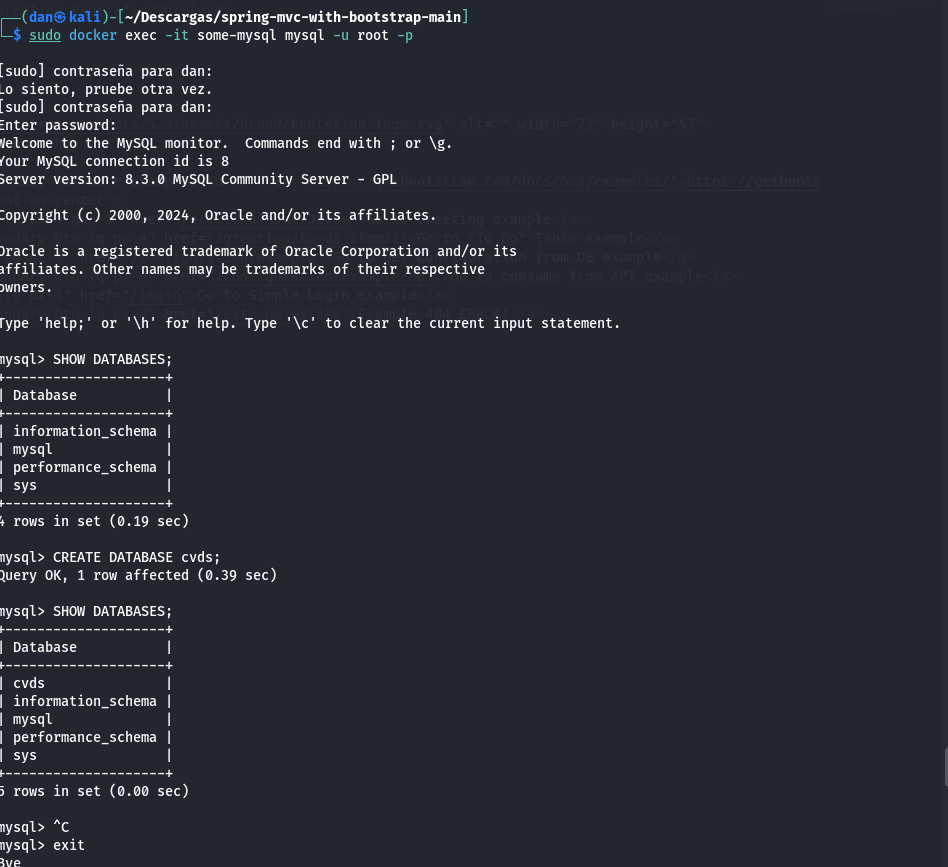 (dan㉿kali)-[~/Descargas/spring-mvc-with-bootstrap-main]
$ sudo docker exec -it some-mysql mysql -u root -p
[sudo] contraseña para dan:
Lo siento, pruebe otra vez.
[sudo] contraseña para dan:
Enter password:
Welcome to the MySQL monitor.  Commands end with ; or \g.
Your MySQL connection id is 8
Server version: 8.3.0 MySQL Community Server - GPL
Copyright (c) 2000, 2024, Oracle and/or its affiliates.
Oracle is a registered trademark of Oracle Corporation and/or its
affiliates. Other names may be trademarks of their respective
owners.
Type 'help;' or '\h' for help. Type '\c' to clear the current input statement.
mysql> SHOW DATABASES;
+--------------------+
| Database           |
+--------------------+
| information_schema |
| mysql              |
| performance_schema |
| sys                |
+--------------------+
4 rows in set (0.19 sec)
mysql> CREATE DATABASE cvds;
Query OK, 1 row affected (0.39 sec)
mysql> SHOW DATABASES;
+--------------------+
| Database           |
+--------------------+
| cvds               |
| information_schema |
| mysql              |
| performance_schema |
| sys                |
+--------------------+
5 rows in set (0.00 sec)
mysql> ^C
mysql> exit
Bye